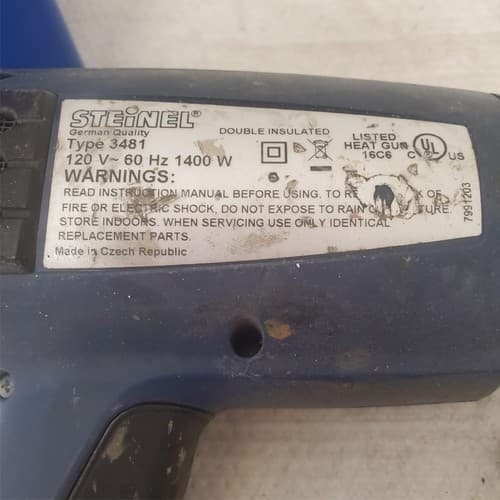 STEINEL®
German Quality
Type 3481
120 V~ 60 Hz 1400 W
DOUBLE INSULATED
LISTED
HEAT GUN
16C6
C UL US
WARNINGS:
READ INSTRUCTION MANUAL BEFORE USING. TO K OF
FIRE OR ELECTRIC SHOCK, DO NOT EXPOSE TO RAIN
STORE INDOORS. WHEN SERVICING USE ONLY IDENTICAL
REPLACEMENT PARTS.
Made in Czech Republic
7991203